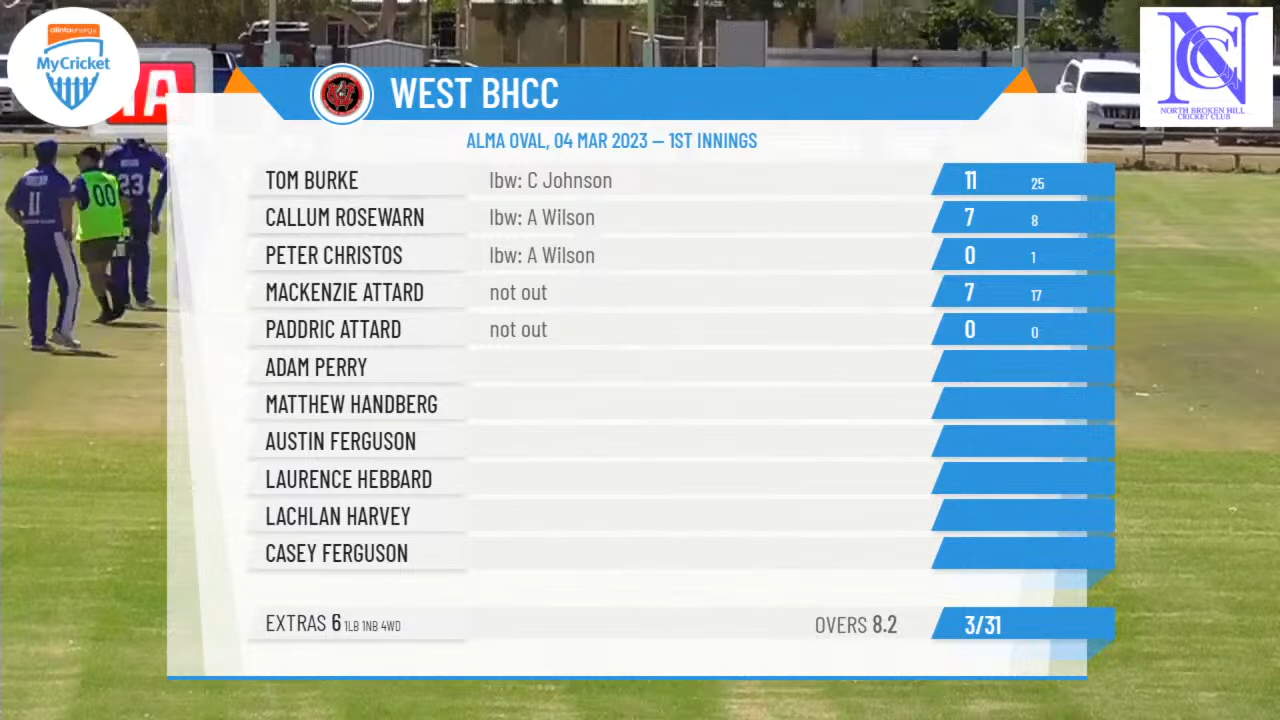 alintaenergy
MyCricket
MA
WEST BHCC
NORTH BROKEN HILL
CRICKET CLUB
ALMA OVAL, 04 MAR 2023 – 1ST INNINGS
TOM BURKE lbw: C Johnson 11 25
CALLUM ROSEWARN lbw: A Wilson 7 8
PETER CHRISTOS lbw: A Wilson 0 1
MACKENZIE ATTARD not out 7 17
PADDRIC ATTARD not out 0 0
ADAM PERRY
MATTHEW HANDBERG
AUSTIN FERGUSON
LAURENCE HEBBARD
LACHLAN HARVEY
CASEY FERGUSON
EXTRAS 6 1LB 1NB 4WD OVERS 8.2 3/31
11
00
23